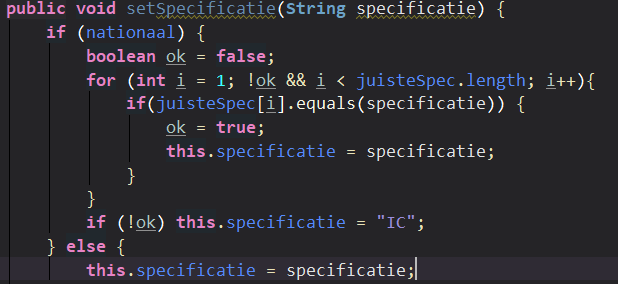 public void setSpecificatie(String specificatie) {
if (nationaal) {
boolean ok = false;
for (int i = 1; !ok && i < juisteSpec.length; i++){
if(juisteSpec[i].equals(specificatie)) {
ok = true;
this.specificatie = specificatie;
}
}
if (!ok) this.specificatie = "IC";
} else {
this.specificatie = specificatie;